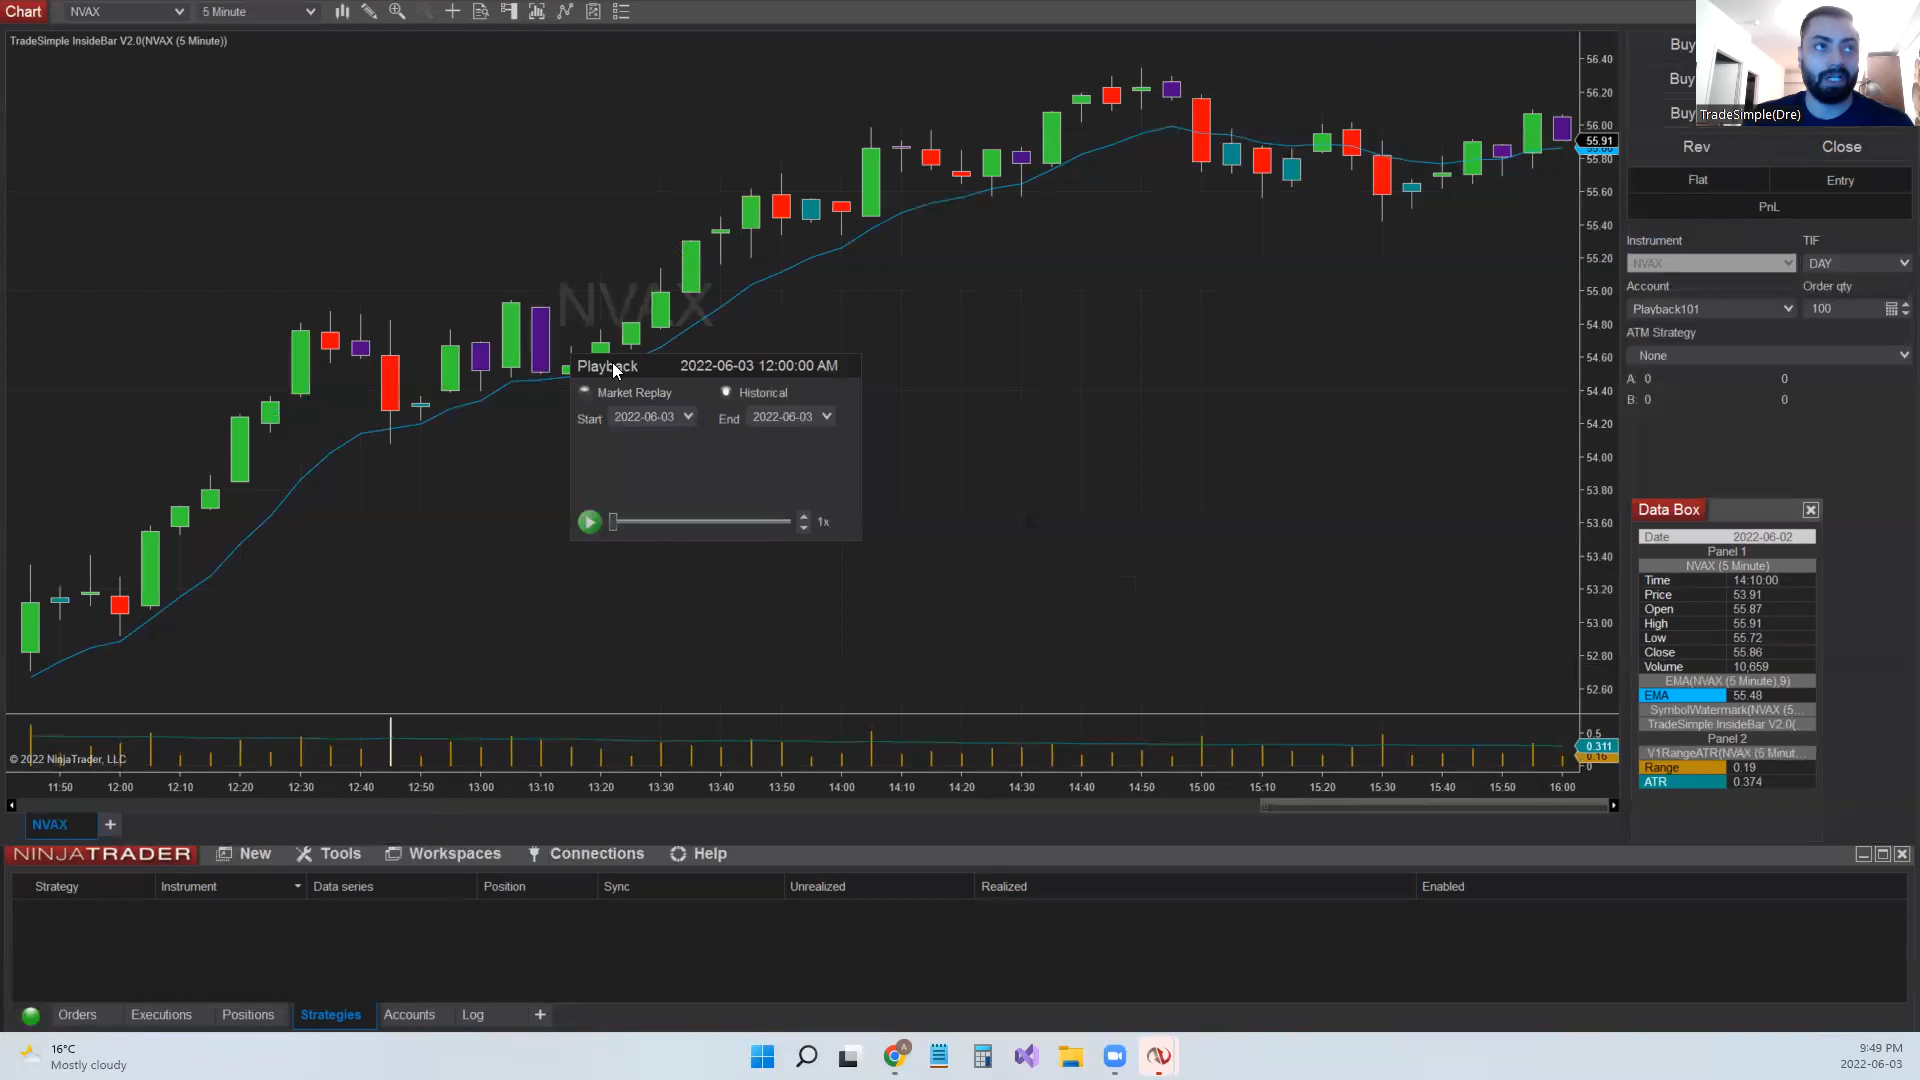 Chart NVAX 5 Minute
TradeSimple InsideBar V2.0(NVAX (5 Minute))
NVAX
56.40
56.20
56.00
55.91
55.80
55.60
55.40
55.20
55.00
54.80
54.60
54.40
54.20
54.00
53.80
53.60
53.40
53.20
53.00
52.80
52.60
0.5
0.311
0.16
0
Playback 2022-06-03 12:00:00 AM
Market Replay Historical
Start 2022-06-03 End 2022-06-03
1x
© 2022 NinjaTrader, LLC
11:50 12:00 12:10 12:20 12:30 12:40 12:50 13:00 13:10 13:20 13:30 13:40 13:50 14:00 14:10 14:20 14:30 14:40 14:50 15:00 15:10 15:20 15:30 15:40 15:50 16:00
NVAX +
Buy
Buy
Buy
TradeSimple(Dre)
Rev Close
Flat Entry
PnL
Instrument TIF
NVAX DAY
Account Order qty
Playback101 100
ATM Strategy
None
A: 0 0
B: 0 0
Data Box
Date 2022-06-02
Panel 1
NVAX (5 Minute)
Time 14:10:00
Price 53.91
Open 55.87
High 55.91
Low 55.72
Close 55.86
Volume 10,659
EMA(NVAX (5 Minute),9)
EMA 55.48
SymbolWatermark(NVAX (5...
TradeSimple InsideBar V2.0(...
Panel 2
V1RangeATR(NVAX (5 Minut...
Range 0.19
ATR 0.374
NINJATRADER New Tools Workspaces Connections Help
Strategy Instrument Data series Position Sync Unrealized Realized Enabled
Orders Executions Positions Strategies Accounts Log +
16°C
Mostly cloudy
A
9:49 PM
2022-06-03